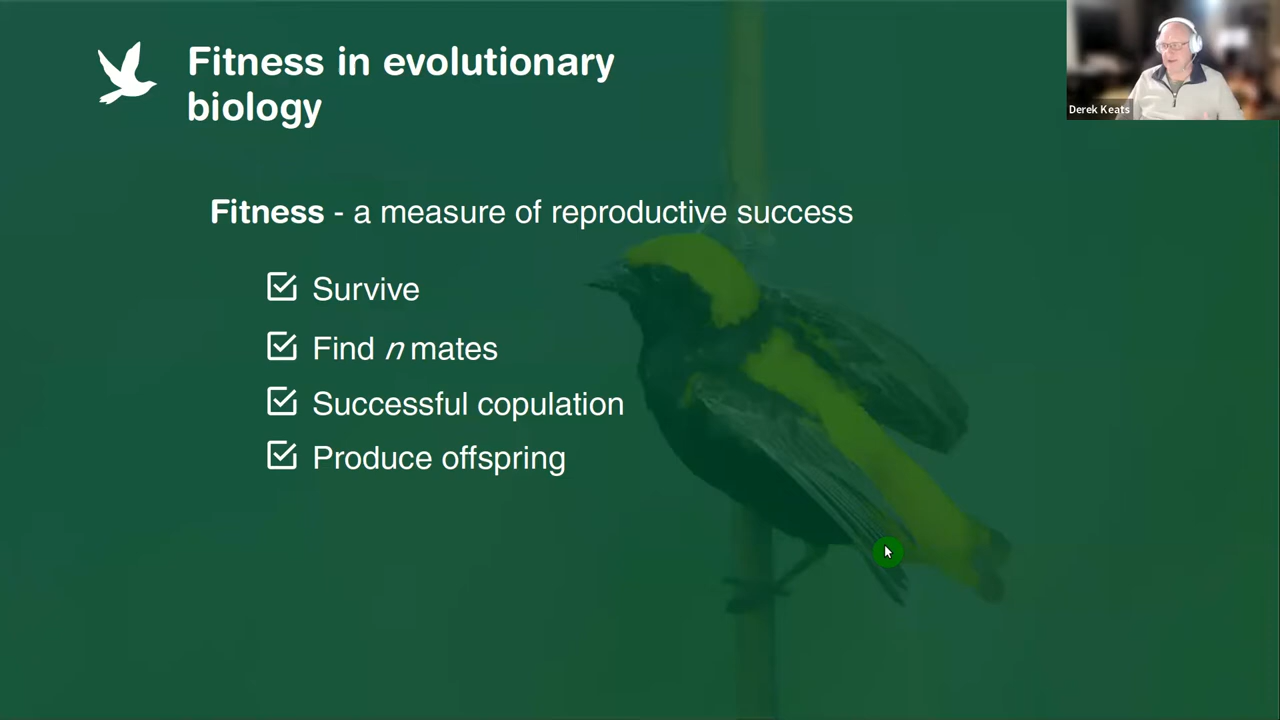 Fitness in evolutionary
biology
Derek Keats
Fitness - a measure of reproductive success
Survive
Find n mates
Successful copulation
Produce offspring